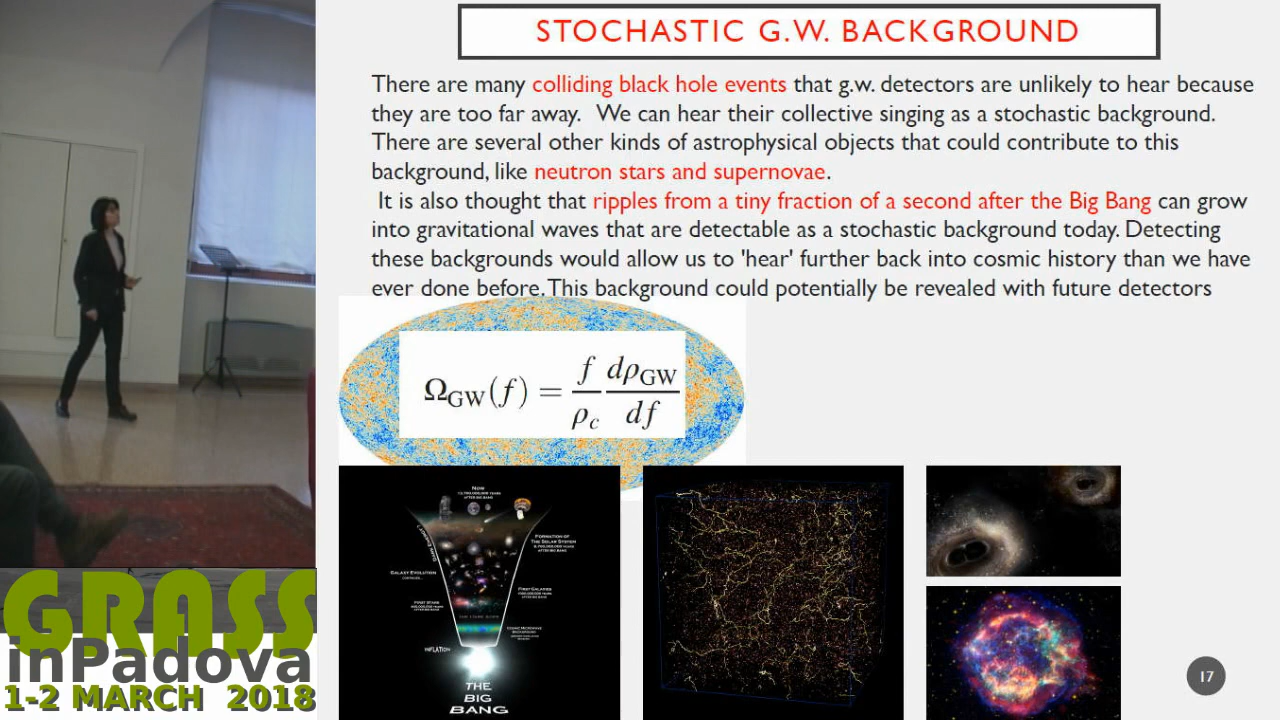 STOCHASTIC G.W. BACKGROUND
There are many colliding black hole events that g.w. detectors are unlikely to hear because
they are too far away. We can hear their collective singing as a stochastic background.
There are several other kinds of astrophysical objects that could contribute to this
background, like neutron stars and supernovae.
It is also thought that ripples from a tiny fraction of a second after the Big Bang can grow
into gravitational waves that are detectable as a stochastic background today. Detecting
these backgrounds would allow us to 'hear' further back into cosmic history than we have
ever done before. This background could potentially be revealed with future detectors
Ω_GW(f) = f/ρ_c dρ_GW/df
NOW
FORMATION OF
THE SOLAR SYSTEM
GALAXY EVOLUTION
FIRST GALAXIES
FIRST STARS
COSMIC MICROWAVE
BACKGROUND
INFLATION
THE
BIG
BANG
17
GRASS
inPadova
1-2 MARCH 2018